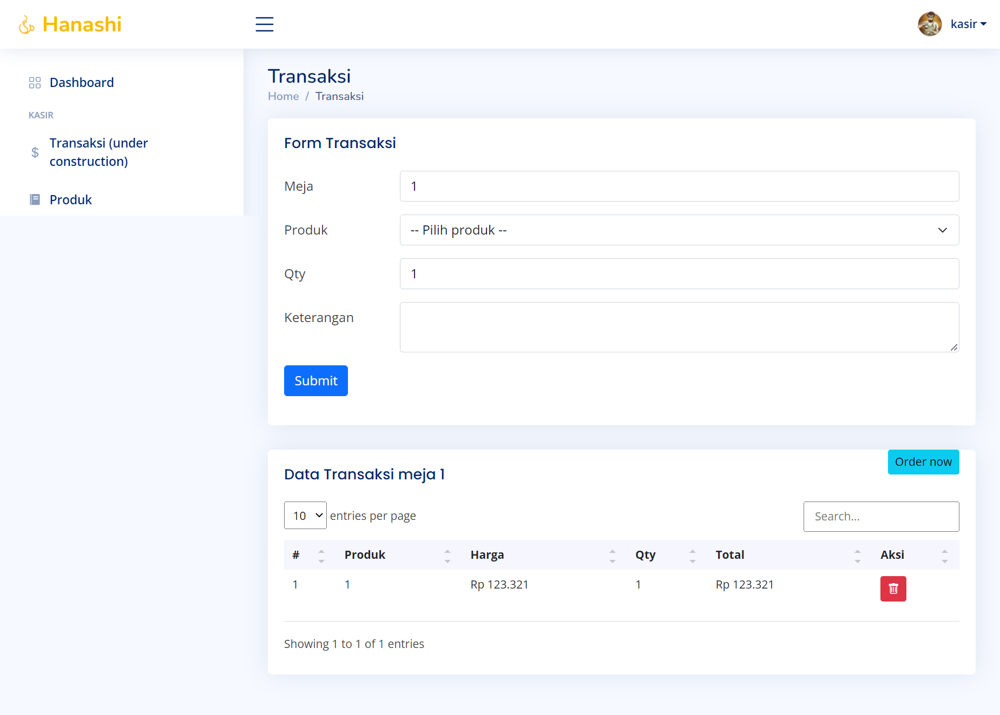 Hanashi
kasir
Dashboard
KASIR
Transaksi (under
construction)
Produk
Transaksi
Home / Transaksi
Form Transaksi
Meja
1
Produk
-- Pilih produk --
Qty
1
Keterangan
Submit
Data Transaksi meja 1
Order now
10 entries per page
Search...
# Produk Harga Qty Total Aksi
1 1 Rp 123.321 1 Rp 123.321
Showing 1 to 1 of 1 entries